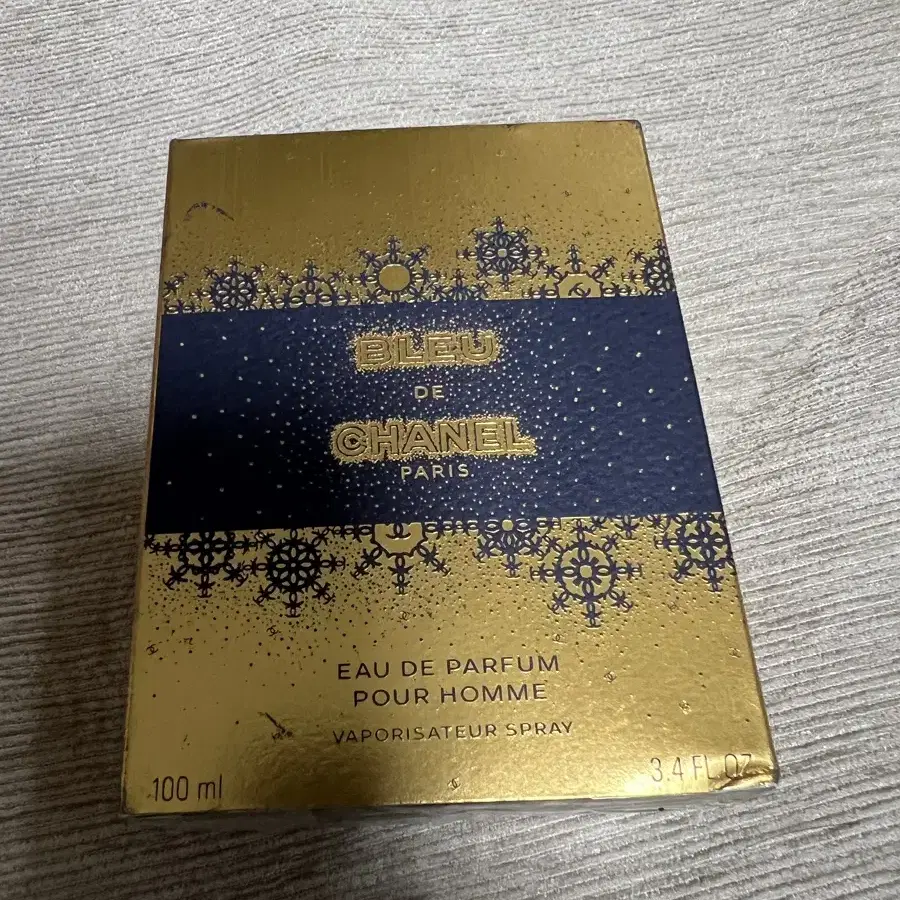 BLEU
DE
CHANEL
PARIS
EAU DE PARFUM
POUR HOMME
VAPORISATEUR SPRAY
100 ml
3.4 FL OZ